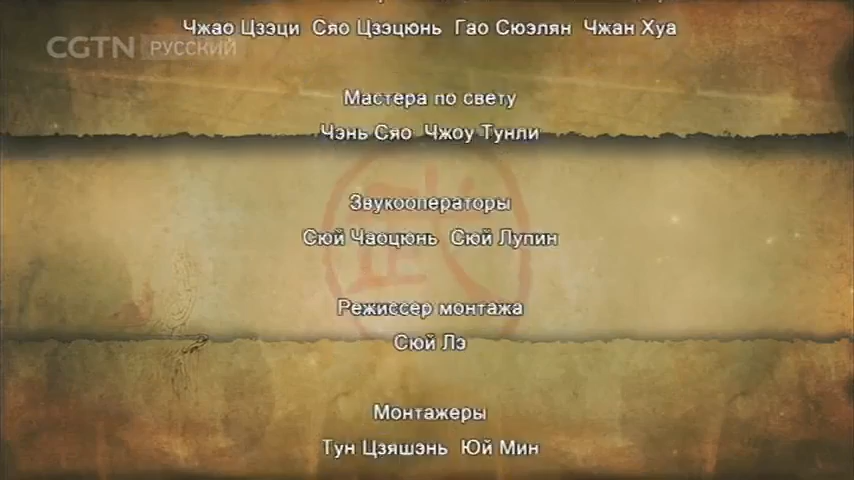 Чжао Цзэци Сяо Цзэцюнь Гао Сюэлян Чжан Хуа
CGTN РУССКИЙ
Мастера по свету
Чэнь Сяо Чжоу Тунли
Звукооператоры
Сюй Чаоцюнь Сюй Лупин
武
Режиссер монтажа
Сюй Лэ
Монтажеры
Тун Цзяшэнь Юй Мин